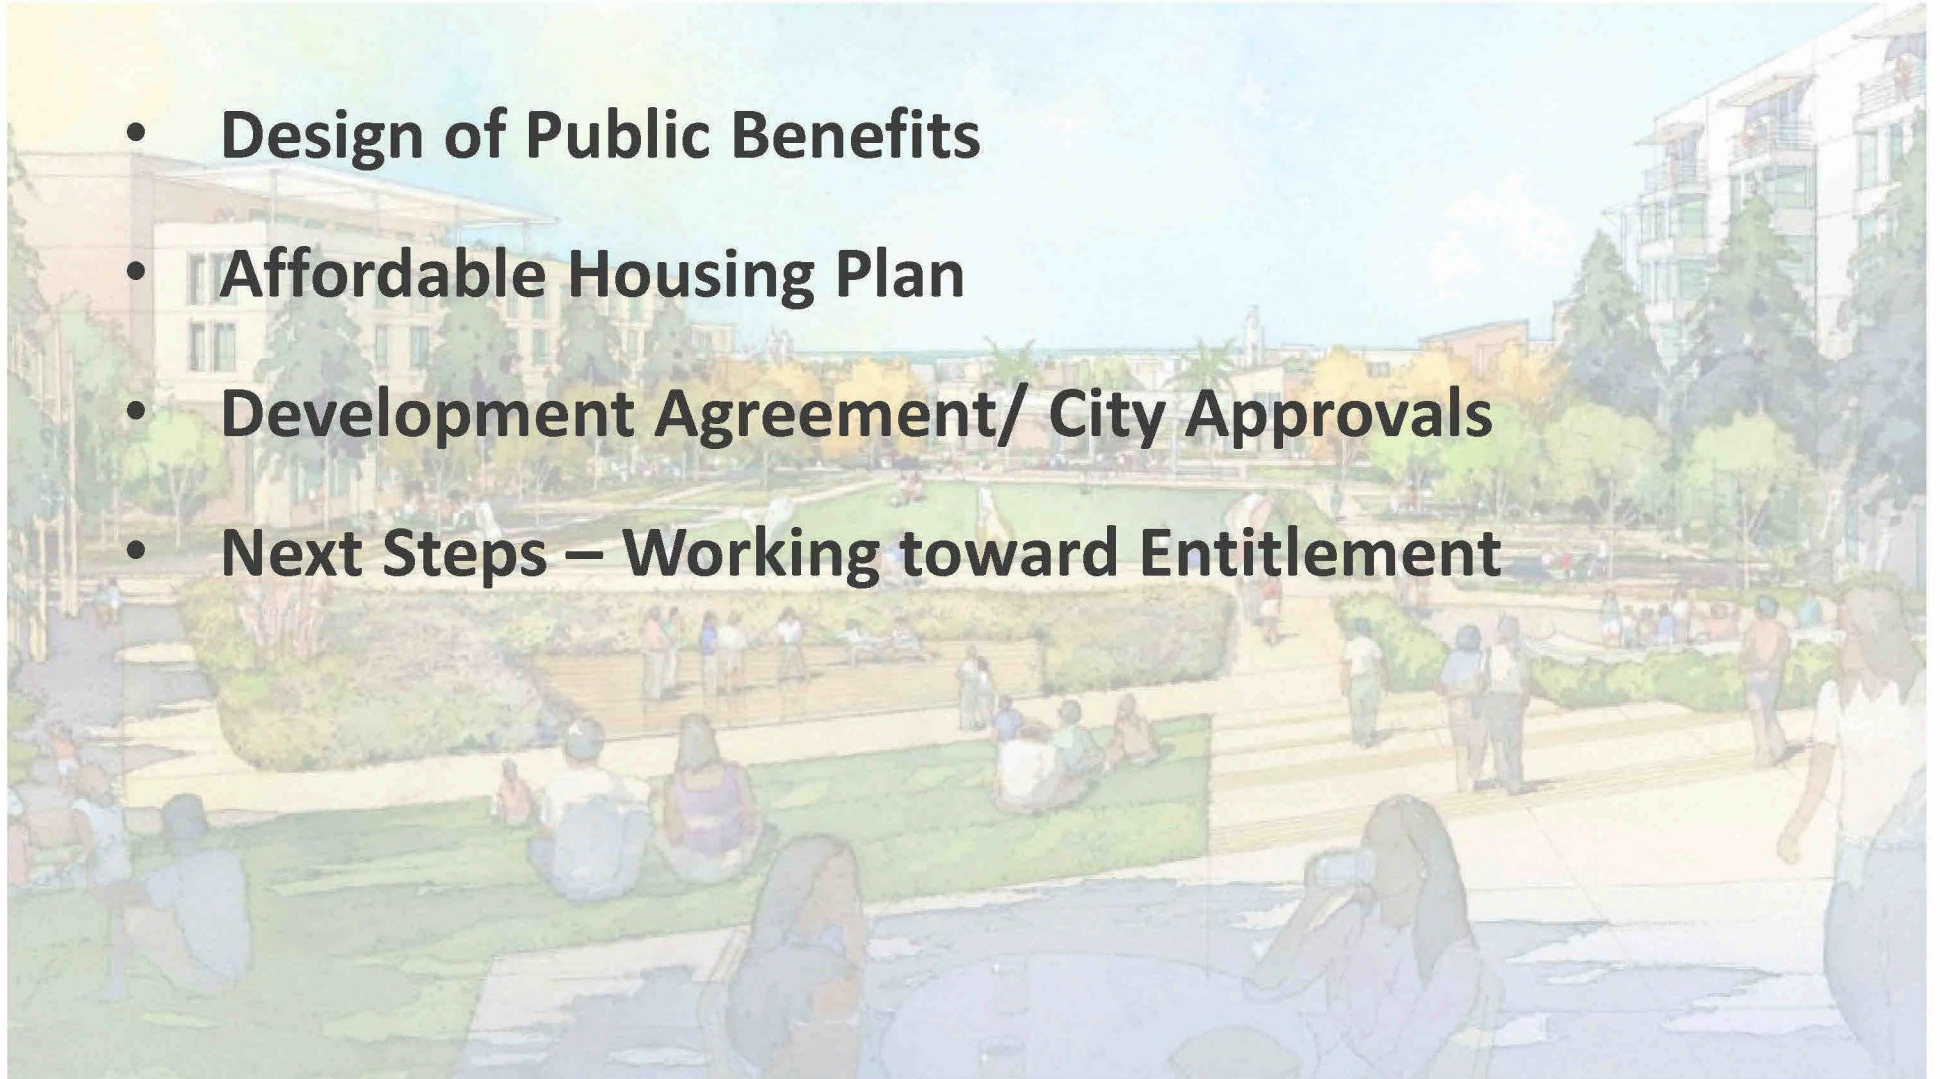 • Design of Public Benefits
• Affordable Housing Plan
• Development Agreement/ City Approvals
• Next Steps – Working toward Entitlement